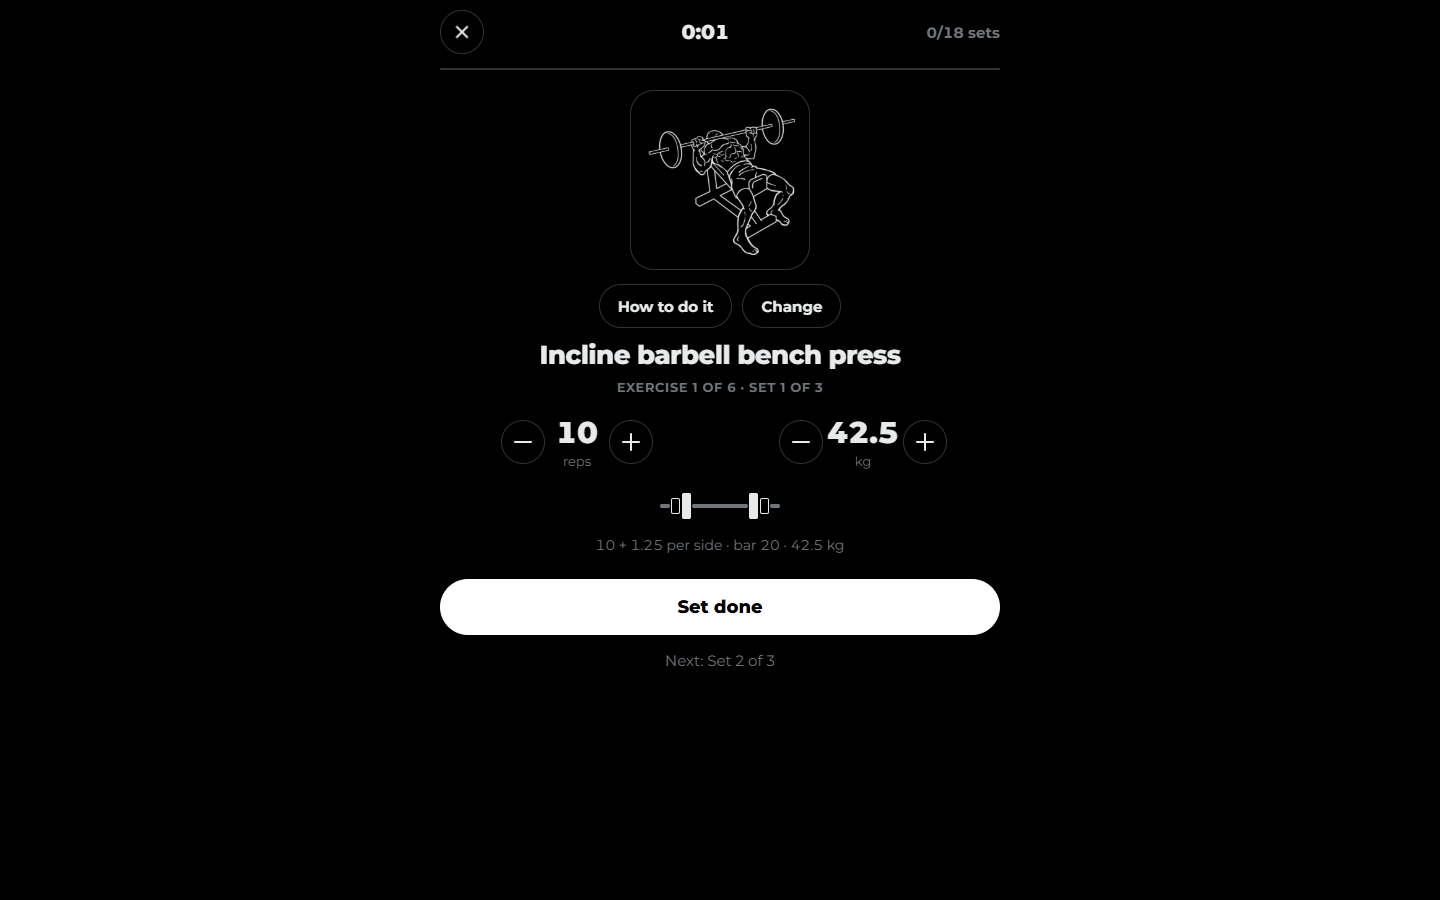 0:01
0/18 sets
How to do it
Change
Incline barbell bench press
EXERCISE 1 OF 6 · SET 1 OF 3
10
reps
42.5
kg
10 + 1.25 per side · bar 20 · 42.5 kg
Set done
Next: Set 2 of 3